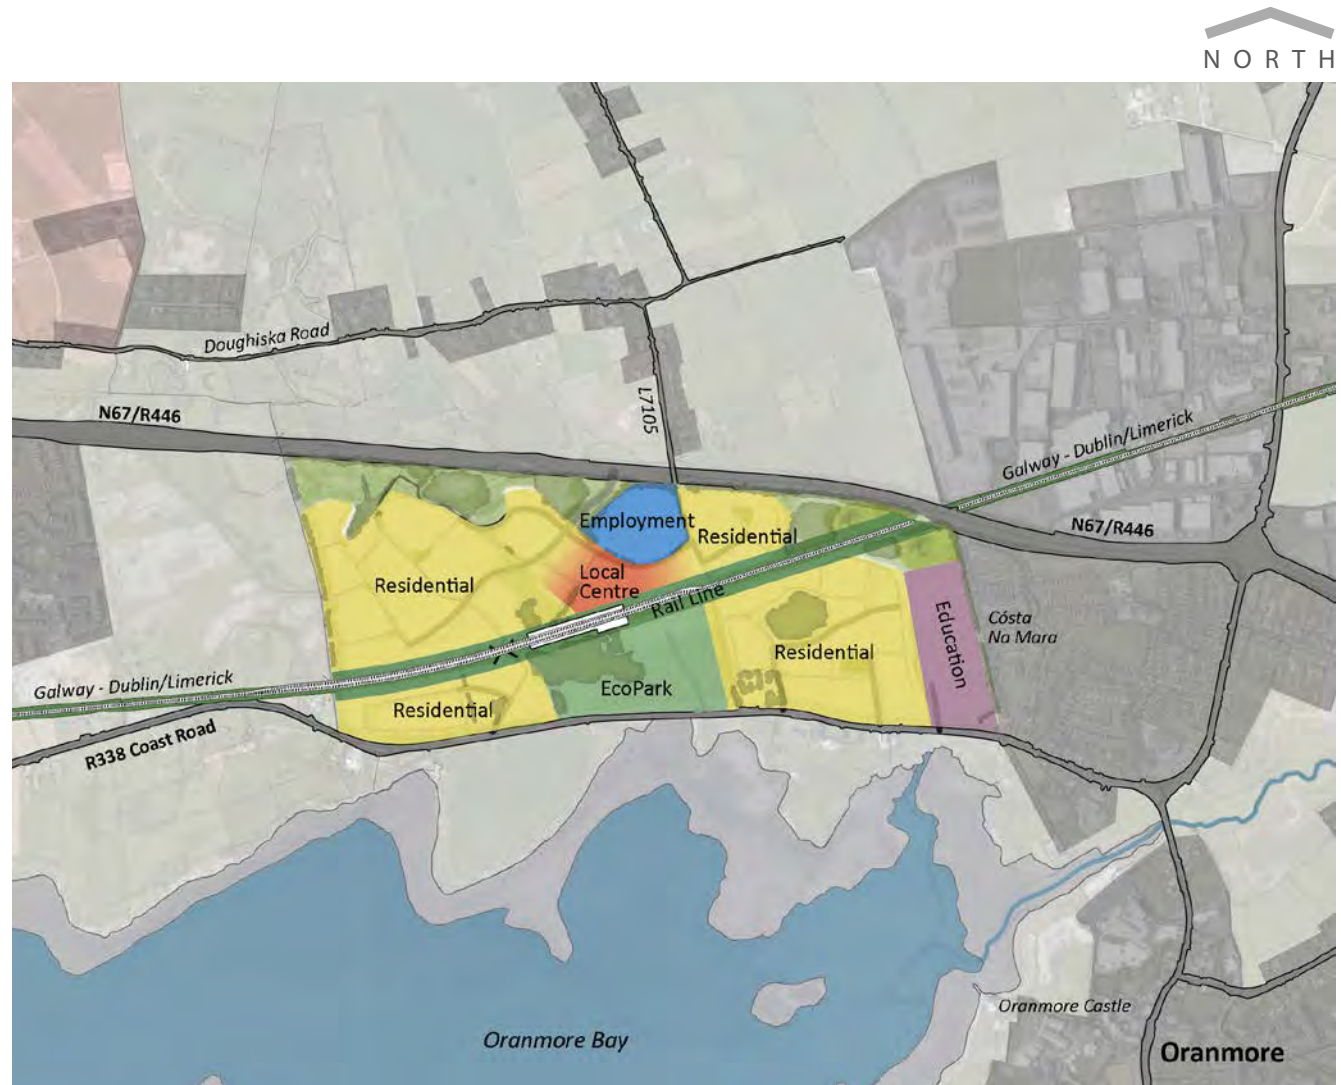 NORTH
Doughiska Road
L7105
N67/R446
Galway - Dublin/Limerick
Employment
Residential
N67/R446
Local
Centre
Residential
Rail Line
Education
Cósta
Na Mara
Residential
Galway - Dublin/Limerick
EcoPark
Residential
R338 Coast Road
Oranmore Castle
Oranmore Bay
Oranmore